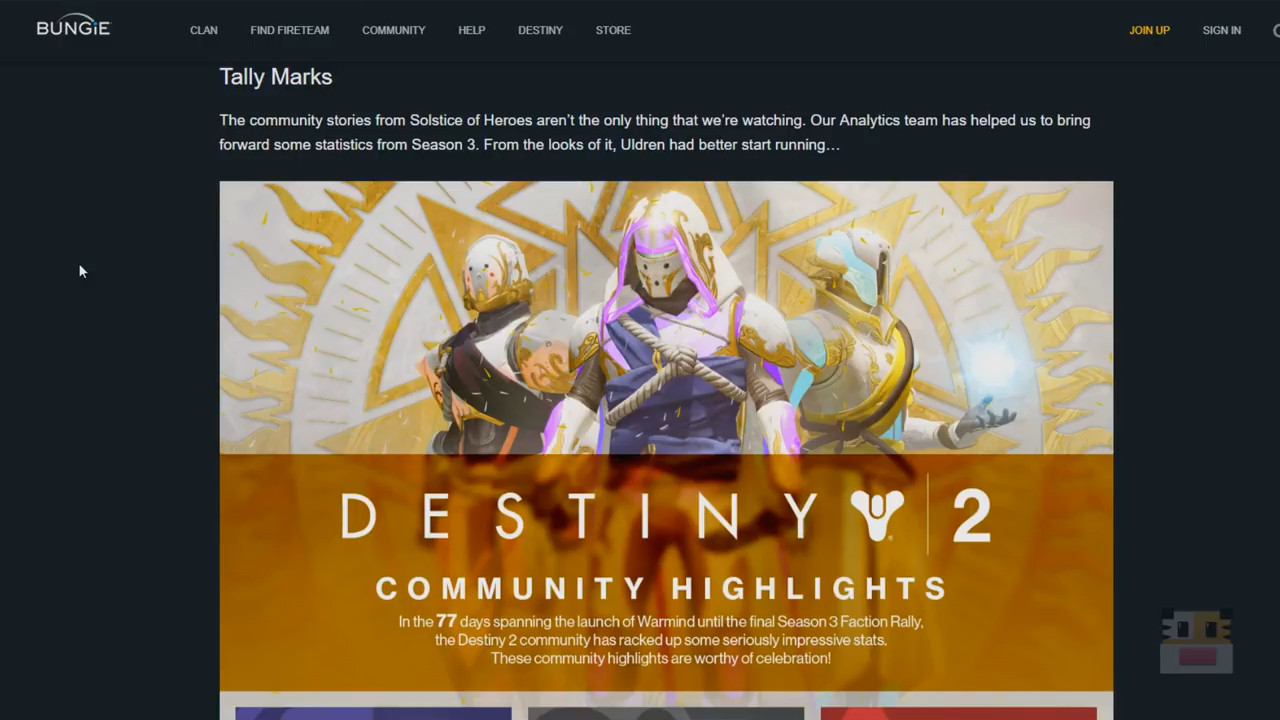 BUNGiE
CLAN FIND FIRETEAM COMMUNITY HELP DESTINY STORE JOIN UP SIGN IN
Tally Marks
The community stories from Solstice of Heroes aren’t the only thing that we’re watching. Our Analytics team has helped us to bring
forward some statistics from Season 3. From the looks of it, Uldren had better start running…
DESTINY 2
COMMUNITY HIGHLIGHTS
In the 77 days spanning the launch of Warmind until the final Season 3 Faction Rally,
the Destiny 2 community has racked up some seriously impressive stats.
These community highlights are worthy of celebration!